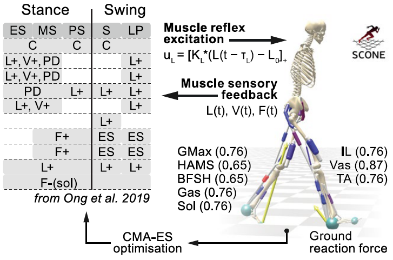 Stance Swing
ES MS PS S LP
C C C
L+, V+, PD L+
L+, V+, PD L+
PD L+ L+ L+
L+, V+ L+
L+
F+ ES ES
F+ ES ES
L+ L+ L+
F-(sol)
from Ong et al. 2019
Muscle reflex
excitation
uL = [KL*(L(t − τL) − L0]+
Muscle sensory
feedback
L(t), V(t), F(t)
SCONE
GMax (0.76)
HAMS (0.65)
BFSH (0.65)
Gas (0.76)
Sol (0.76)
IL (0.76)
Vas (0.87)
TA (0.76)
CMA-ES
optimisation
Ground
reaction force